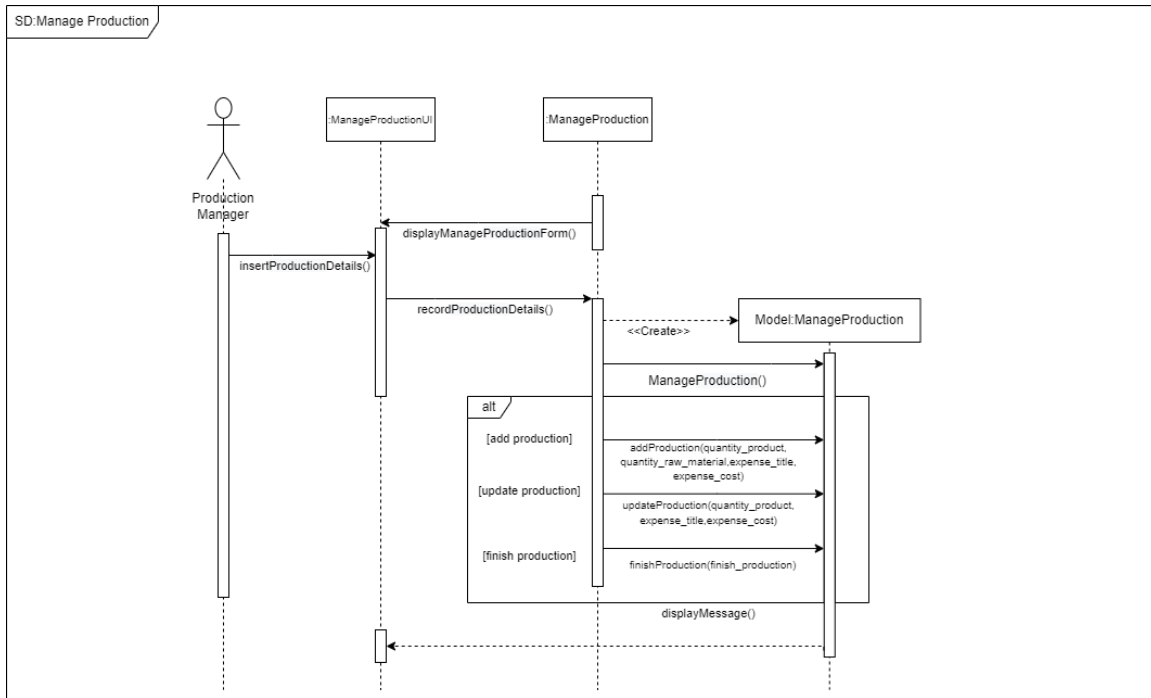 SD:Manage Production
:ManageProductionUI
:ManageProduction
Production
Manager
displayManageProductionForm()
insertProductionDetails()
recordProductionDetails()
Model:ManageProduction
<<Create>>
ManageProduction()
alt
[add production]
addProduction(quantity_product,
quantity_raw_material,expense_title,
expense_cost)
[update production]
updateProduction(quantity_product,
expense_title,expense_cost)
[finish production]
finishProduction(finish_production)
displayMessage()